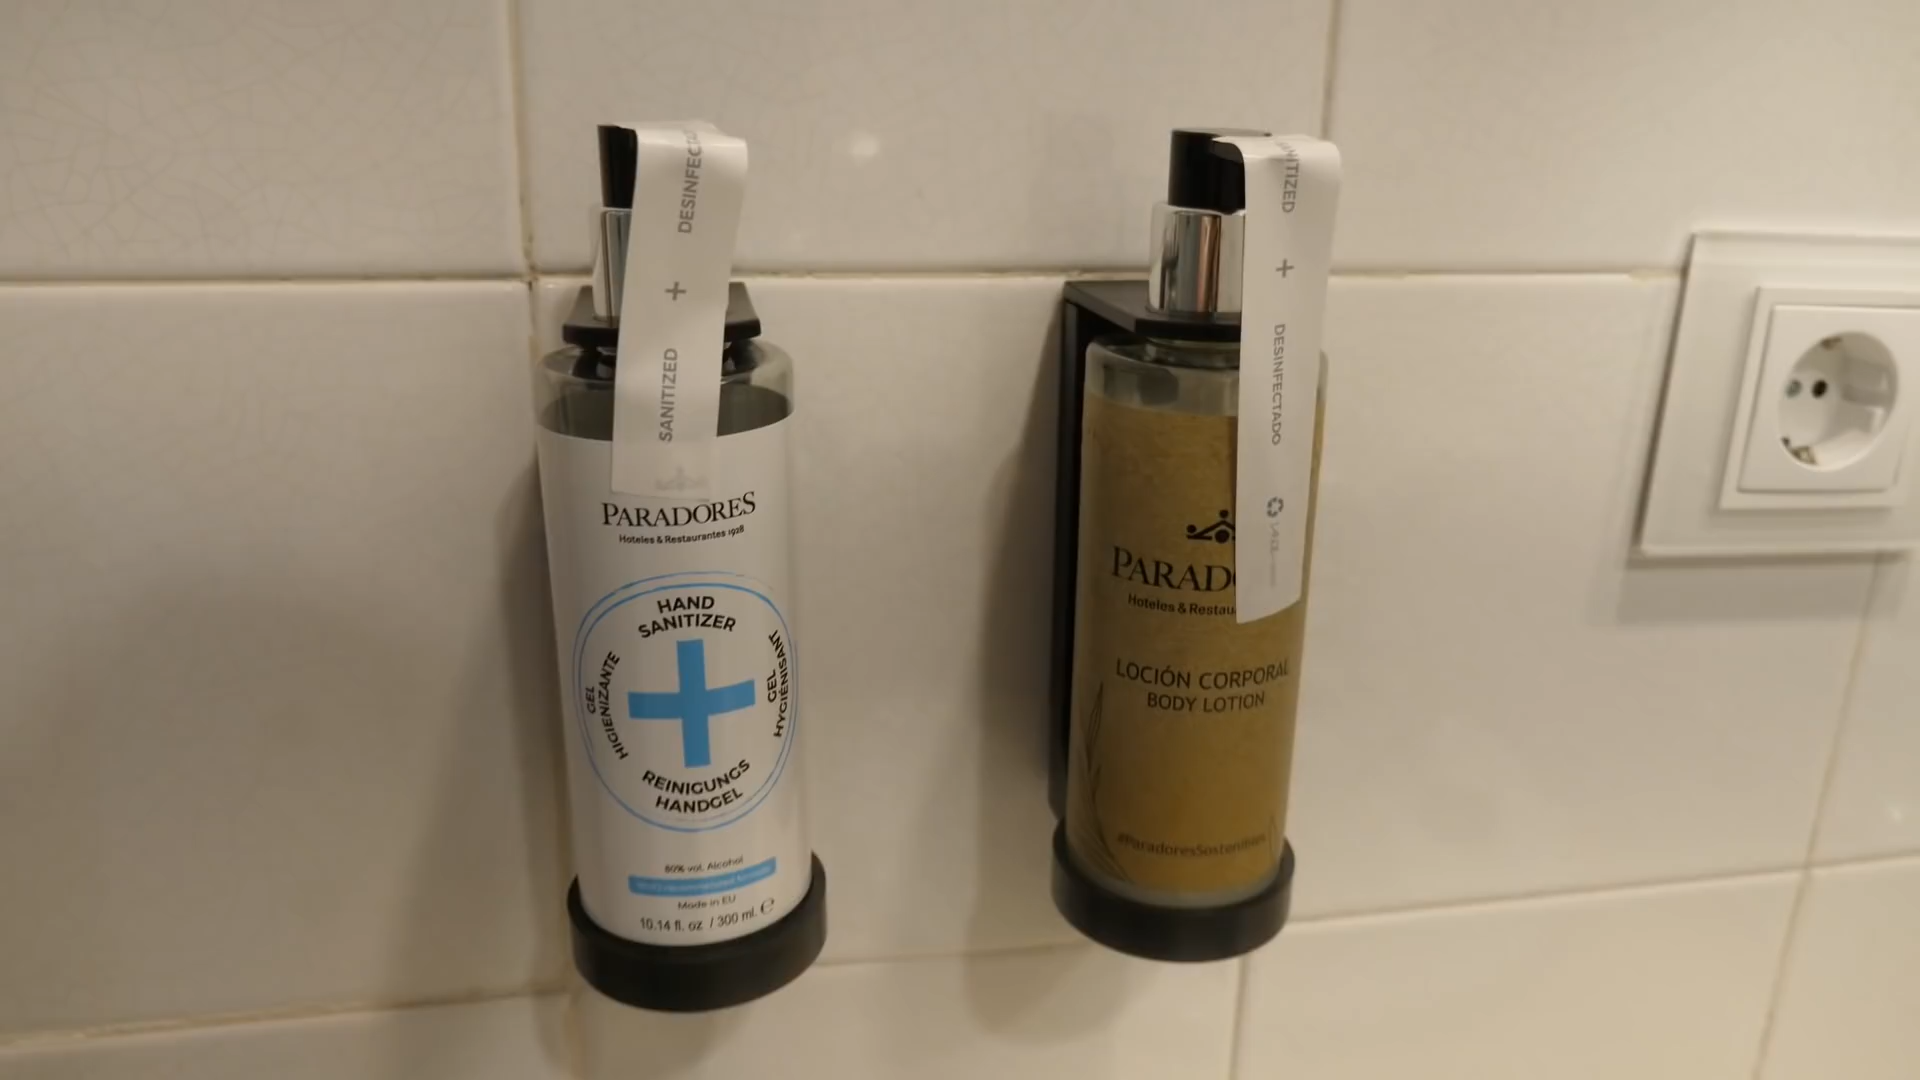 DESINFECTA
+
SANITIZED
PARADORES
Hoteles & Restaurantes 1928
HAND
SANITIZER
GEL
HIGIENIZANTE
GEL
HYGIÉNISANT
REINIGUNGS
HANDGEL
80% vol. Alcohol
Made in EU
10.14 fl. oz / 300 ml. ℮
SANITIZED
+
DESINFECTADO
PARADO
Hoteles & Restau
LOCIÓN CORPORAL
BODY LOTION
#ParadoresSostenibles